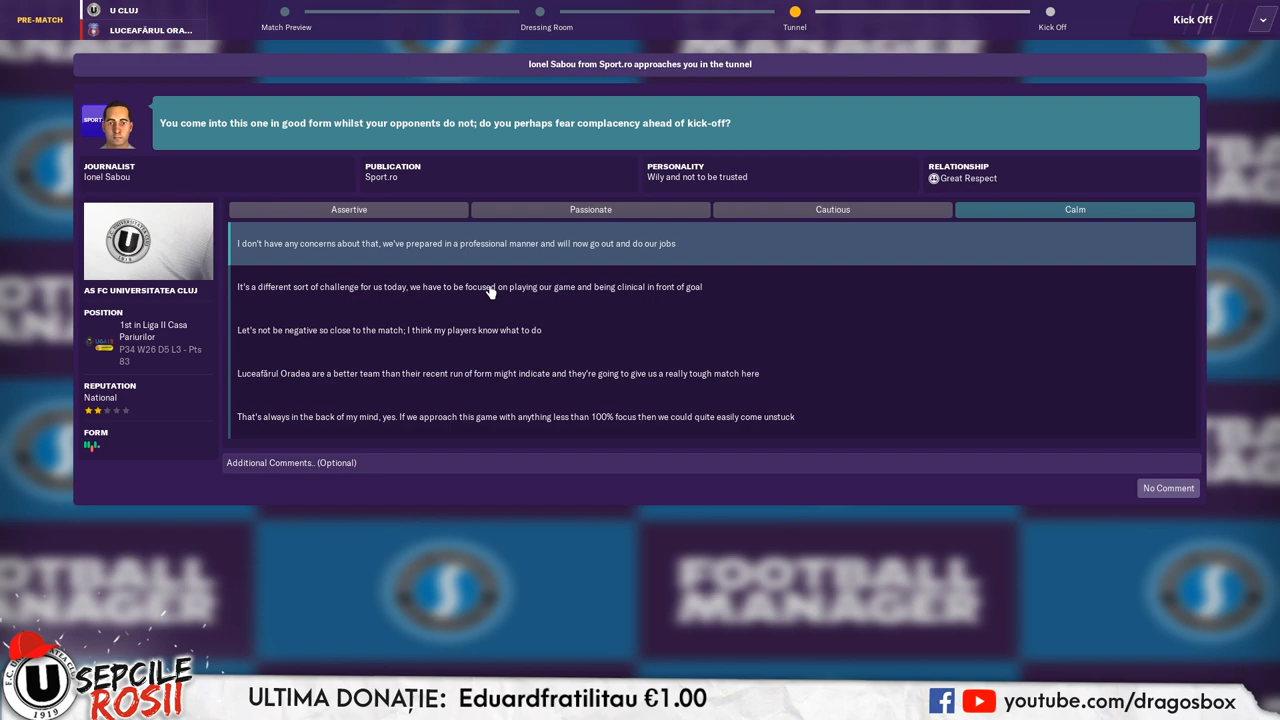 PRE-MATCH
U CLUJ
LUCEAFĂRUL ORA...
Match Preview
Dressing Room
Tunnel
Kick Off
Kick Off
Ionel Sabou from Sport.ro approaches you in the tunnel
SPORT
You come into this one in good form whilst your opponents do not; do you perhaps fear complacency ahead of kick-off?
JOURNALIST
Ionel Sabou
PUBLICATION
Sport.ro
PERSONALITY
Wily and not to be trusted
RELATIONSHIP
Great Respect
Assertive
Passionate
Cautious
Calm
I don't have any concerns about that, we've prepared in a professional manner and will now go out and do our jobs
It's a different sort of challenge for us today, we have to be focused on playing our game and being clinical in front of goal
Let's not be negative so close to the match; I think my players know what to do
Luceafărul Oradea are a better team than their recent run of form might indicate and they're going to give us a really tough match here
That's always in the back of my mind, yes. If we approach this game with anything less than 100% focus then we could quite easily come unstuck
U
1919
AS FC UNIVERSITATEA CLUJ
POSITION
1st in Liga II Casa
Pariurilor
P34 W26 D5 L3 - Pts
83
REPUTATION
National
FORM
Additional Comments.. (Optional)
No Comment
FOOTBALL
MANAGER
U
1919
SEPCILE
ROSII
ULTIMA DONAȚIE: Eduardfratilitau €1.00
youtube.com/dragosbox